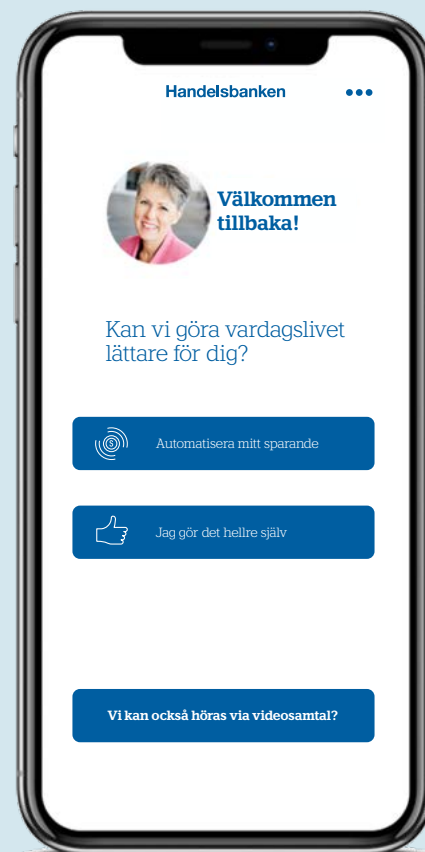 Handelsbanken
Välkommen
tillbaka!
Kan vi göra vardagslivet
lättare för dig?
Automatisera mitt sparande
Jag gör det hellre själv
Vi kan också höras via videosamtal?